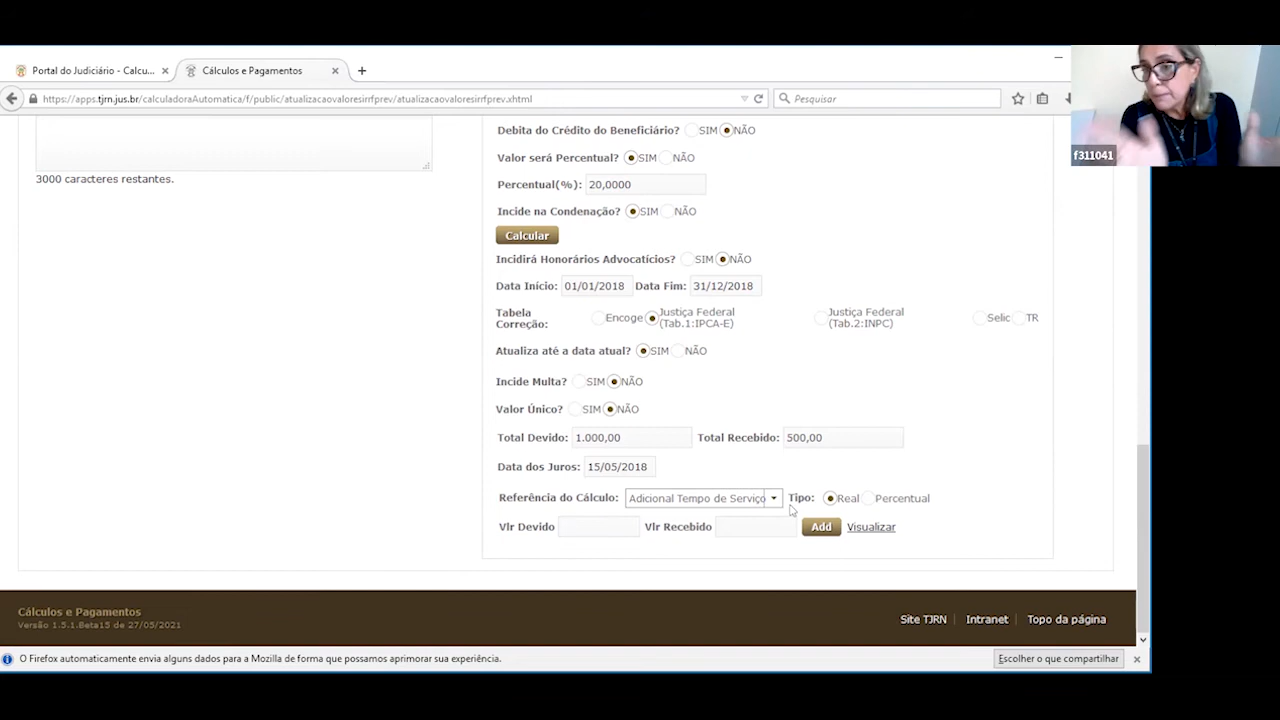 Portal do Judiciário - Calcu...
Cálculos e Pagamentos
https://apps.tjrn.jus.br/calculadoraAutomatica/f/public/atualizacaovaloresirrfprev/atualizacaovaloresirrfprev.xhtml
Pesquisar
f311041
3000 caracteres restantes.
Debita do Crédito do Beneficiário? SIM NÃO
Valor será Percentual? SIM NÃO
Percentual(%): 20,0000
Incide na Condenação? SIM NÃO
Calcular
Incidirá Honorários Advocatícios? SIM NÃO
Data Início: 01/01/2018 Data Fim: 31/12/2018
Tabela Correção: Encoge Justiça Federal (Tab.1:IPCA-E) Justiça Federal (Tab.2:INPC) Selic TR
Atualiza até a data atual? SIM NÃO
Incide Multa? SIM NÃO
Valor Único? SIM NÃO
Total Devido: 1.000,00 Total Recebido: 500,00
Data dos Juros: 15/05/2018
Referência do Cálculo: Adicional Tempo de Serviço Tipo: Real Percentual
Vlr Devido Vlr Recebido Add Visualizar
Cálculos e Pagamentos
Versão 1.5.1.Beta15 de 27/05/2021
Site TJRN Intranet Topo da página
O Firefox automaticamente envia alguns dados para a Mozilla de forma que possamos aprimorar sua experiência.
Escolher o que compartilhar